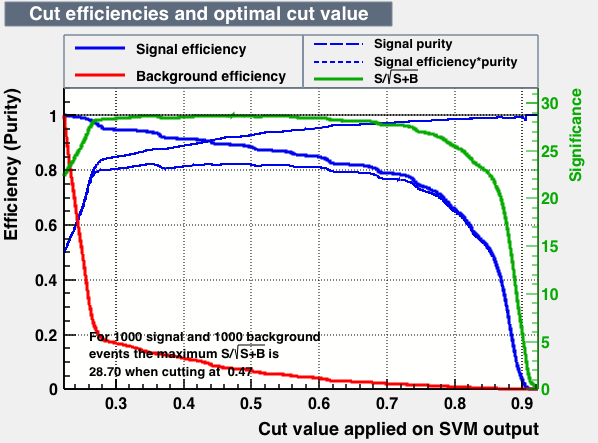 Cut efficiencies and optimal cut value
Signal efficiency
Background efficiency
Signal purity
Signal efficiency*purity
S/√S+B
Efficiency (Purity)
1
0.8
0.6
0.4
0.2
0
30
25
20
15
10
5
0
Significance
For 1000 signal and 1000 background
events the maximum S/√S+B is
28.70 when cutting at 0.47
0.3 0.4 0.5 0.6 0.7 0.8 0.9
Cut value applied on SVM output